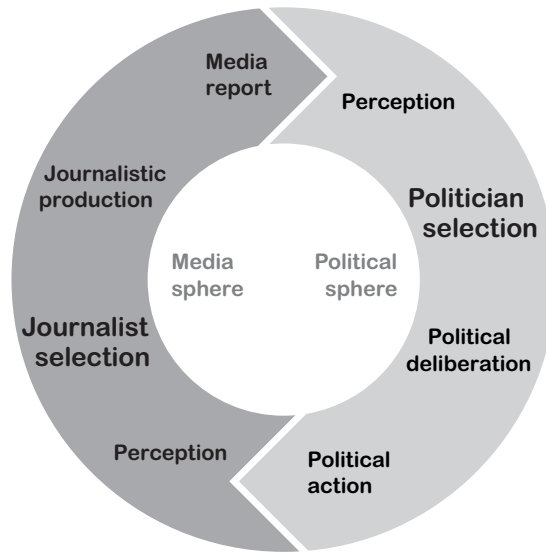 Media
report
Perception
Journalistic
production
Politician
selection
Media
sphere
Political
sphere
Journalist
selection
Political
deliberation
Perception
Political
action